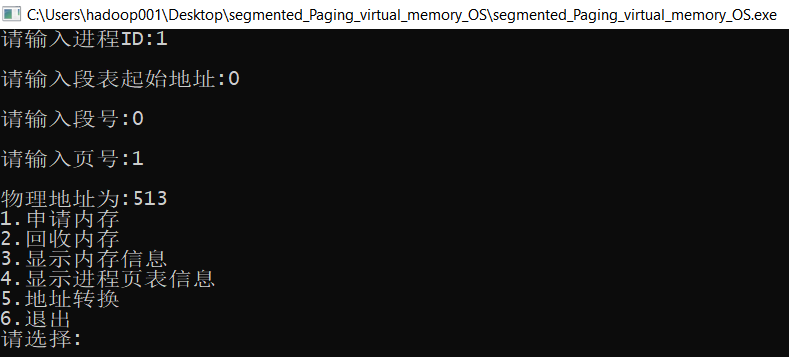 C:\Users\hadoop001\Desktop\segmented_Paging_virtual_memory_OS\segmented_Paging_virtual_memory_OS.exe
请输入进程ID:1
请输入段表起始地址:0
请输入段号:0
请输入页号:1
物理地址为:513
1.申请内存
2.回收内存
3.显示内存信息
4.显示进程页表信息
5.地址转换
6.退出
请选择: